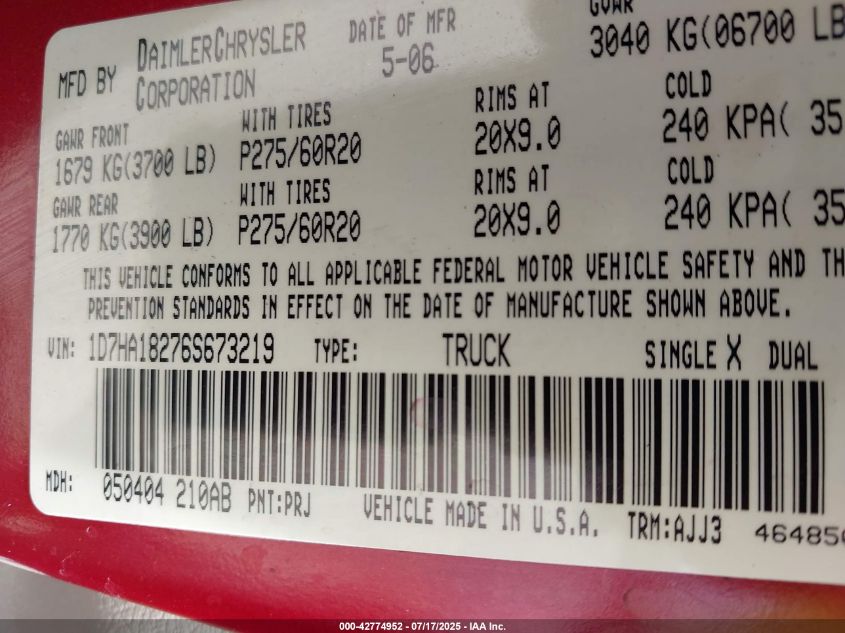 MFD BY DAIMLERCHRYSLER CORPORATION
DATE OF MFR 5-06
GVWR 3040 KG(06700 LB
GAWR FRONT WITH TIRES RIMS AT COLD
1679 KG(3700 LB) P275/60R20 20X9.0 240 KPA( 35
GAWR REAR WITH TIRES RIMS AT COLD
1770 KG(3900 LB) P275/60R20 20X9.0 240 KPA( 35
THIS VEHICLE CONFORMS TO ALL APPLICABLE FEDERAL MOTOR VEHICLE SAFETY AND TH
PREVENTION STANDARDS IN EFFECT ON THE DATE OF MANUFACTURE SHOWN ABOVE.
VIN: 1D7HA18276S673219 TYPE: TRUCK SINGLE X DUAL
MDH: 050404 210AB PNT:PRJ VEHICLE MADE IN U.S.A. TRM:AJJ3 46485
000-42774952 - 07/17/2025 - IAA Inc.